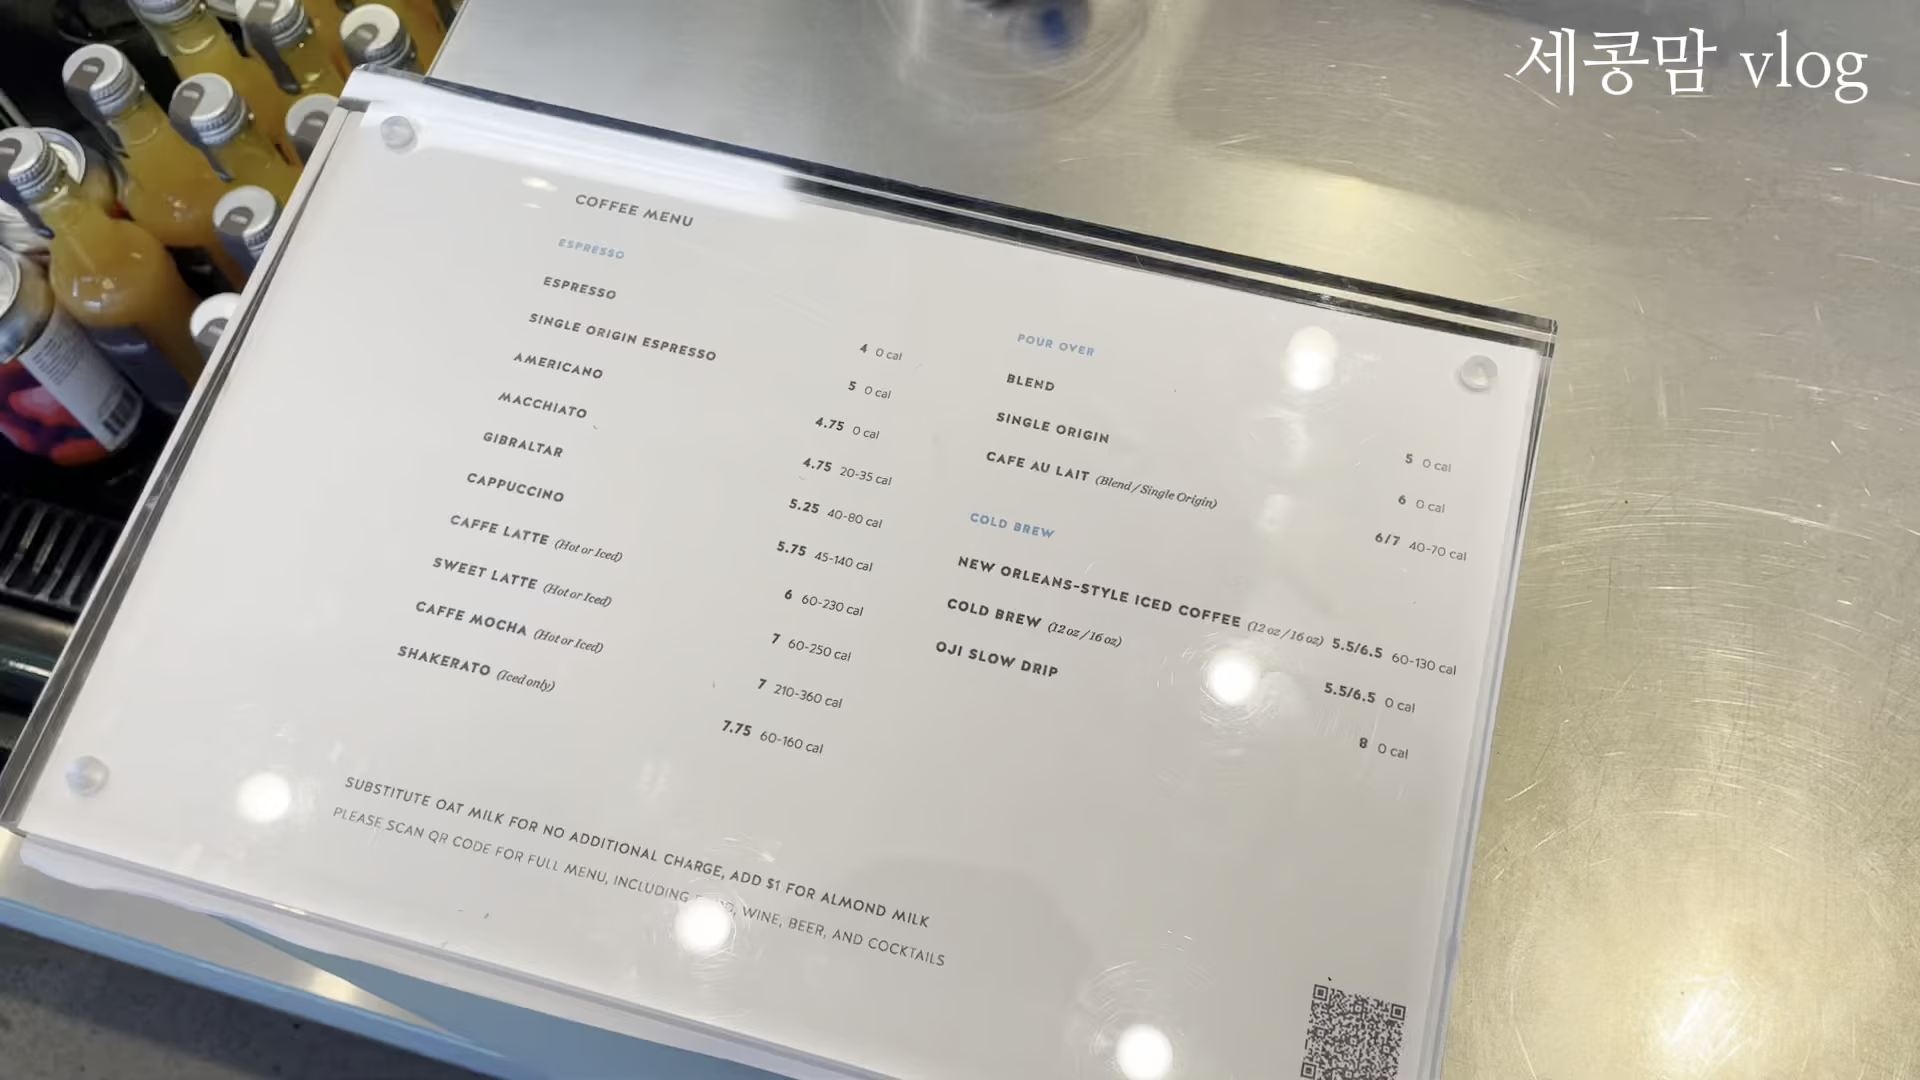 세콩맘 vlog
COFFEE MENU
ESPRESSO
ESPRESSO 4 0 cal
SINGLE ORIGIN ESPRESSO 5 0 cal
AMERICANO 4.75 0 cal
MACCHIATO 4.75 20-35 cal
GIBRALTAR 5.25 40-80 cal
CAPPUCCINO 5.75 45-140 cal
CAFFE LATTE (Hot or Iced) 6 60-230 cal
SWEET LATTE (Hot or Iced) 7 60-250 cal
CAFFE MOCHA (Hot or Iced) 7 210-360 cal
SHAKERATO (Iced only) 7.75 60-160 cal
POUR OVER
BLEND 5 0 cal
SINGLE ORIGIN 6 0 cal
CAFE AU LAIT (Blend / Single Origin) 6/7 40-70 cal
COLD BREW
NEW ORLEANS-STYLE ICED COFFEE (12 oz / 16 oz) 5.5/6.5 60-130 cal
COLD BREW (12 oz / 16 oz) 5.5/6.5 0 cal
OJI SLOW DRIP 8 0 cal
SUBSTITUTE OAT MILK FOR NO ADDITIONAL CHARGE, ADD $1 FOR ALMOND MILK
PLEASE SCAN QR CODE FOR FULL MENU, INCLUDING WINE, BEER, AND COCKTAILS